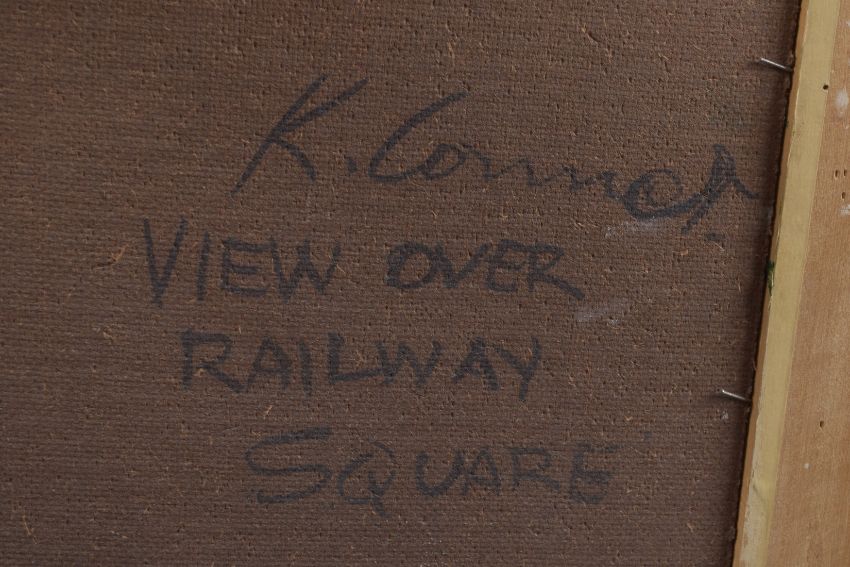 K. Connor
VIEW OVER
RAILWAY
SQUARE